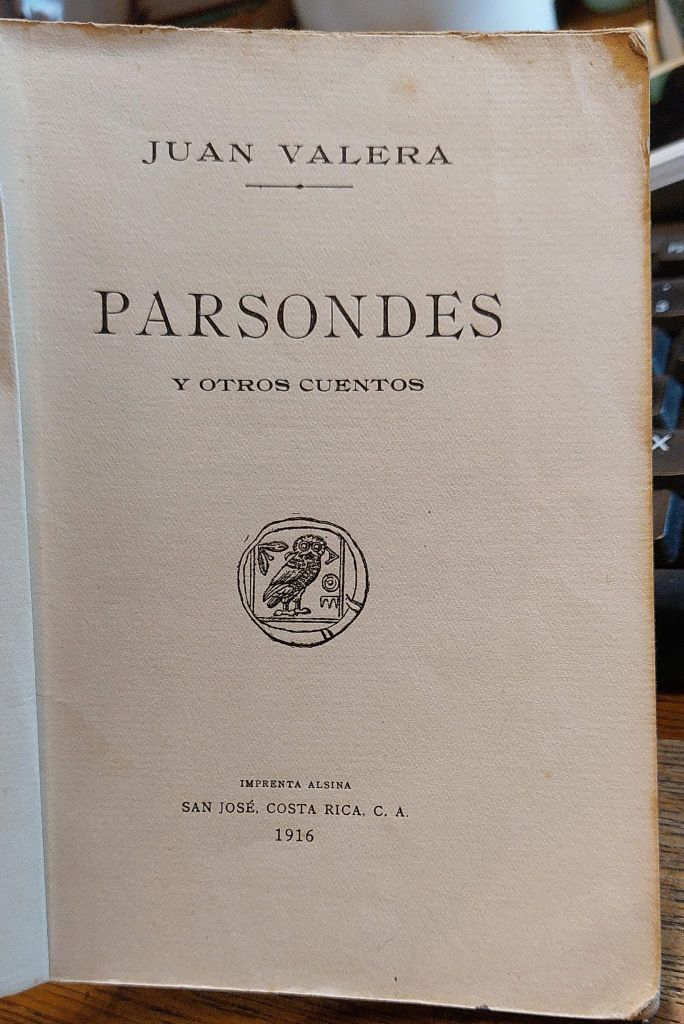 JUAN VALERA
PARSONDES
Y OTROS CUENTOS
IMPRENTA ALSINA
SAN JOSÉ, COSTA RICA, C. A.
1916
X